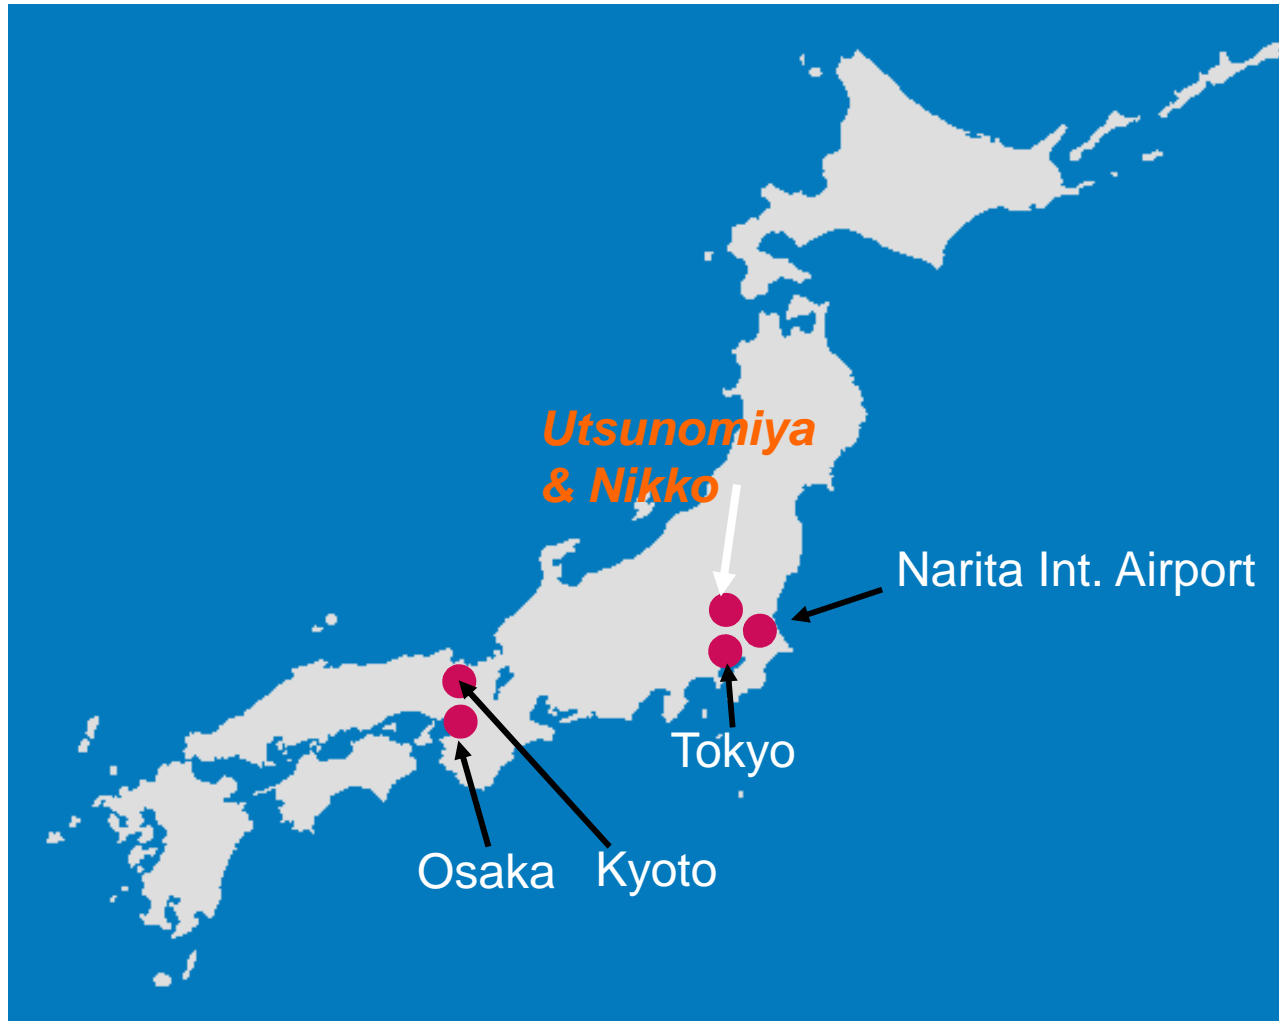 Utsunomiya
& Nikko
Narita Int. Airport
Tokyo
Osaka
Kyoto